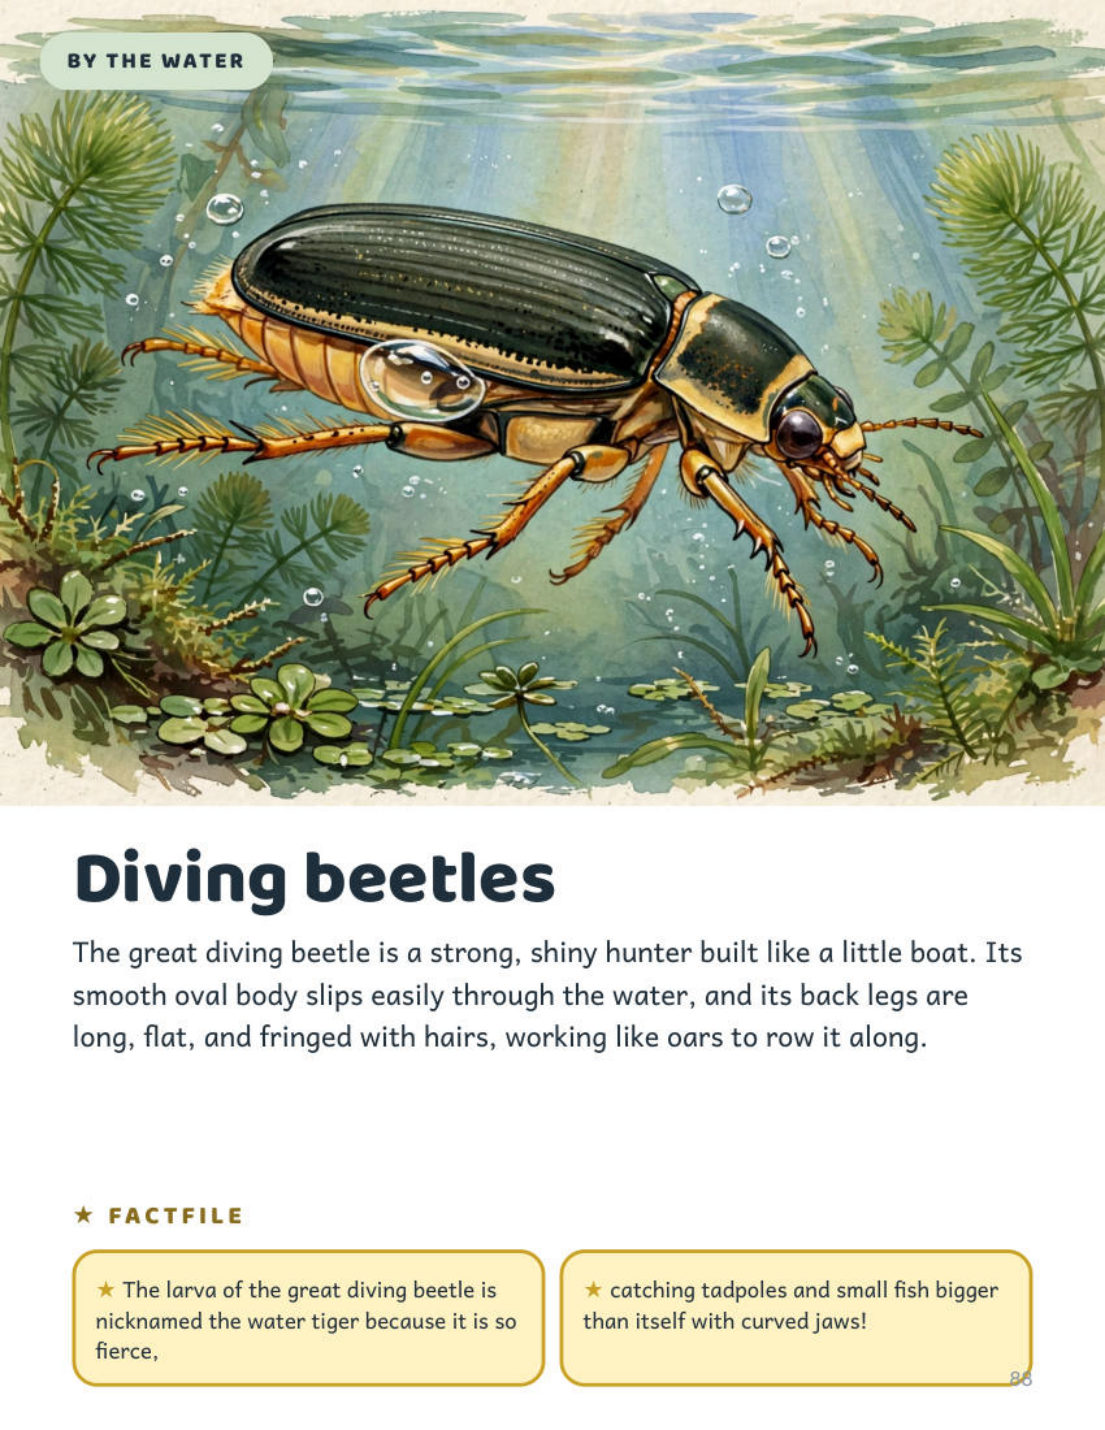 BY THE WATER
Diving beetles
The great diving beetle is a strong, shiny hunter built like a little boat. Its
smooth oval body slips easily through the water, and its back legs are
long, flat, and fringed with hairs, working like oars to row it along.
★ FACTFILE
★ The larva of the great diving beetle is
nicknamed the water tiger because it is so
fierce,
★ catching tadpoles and small fish bigger
than itself with curved jaws!
88